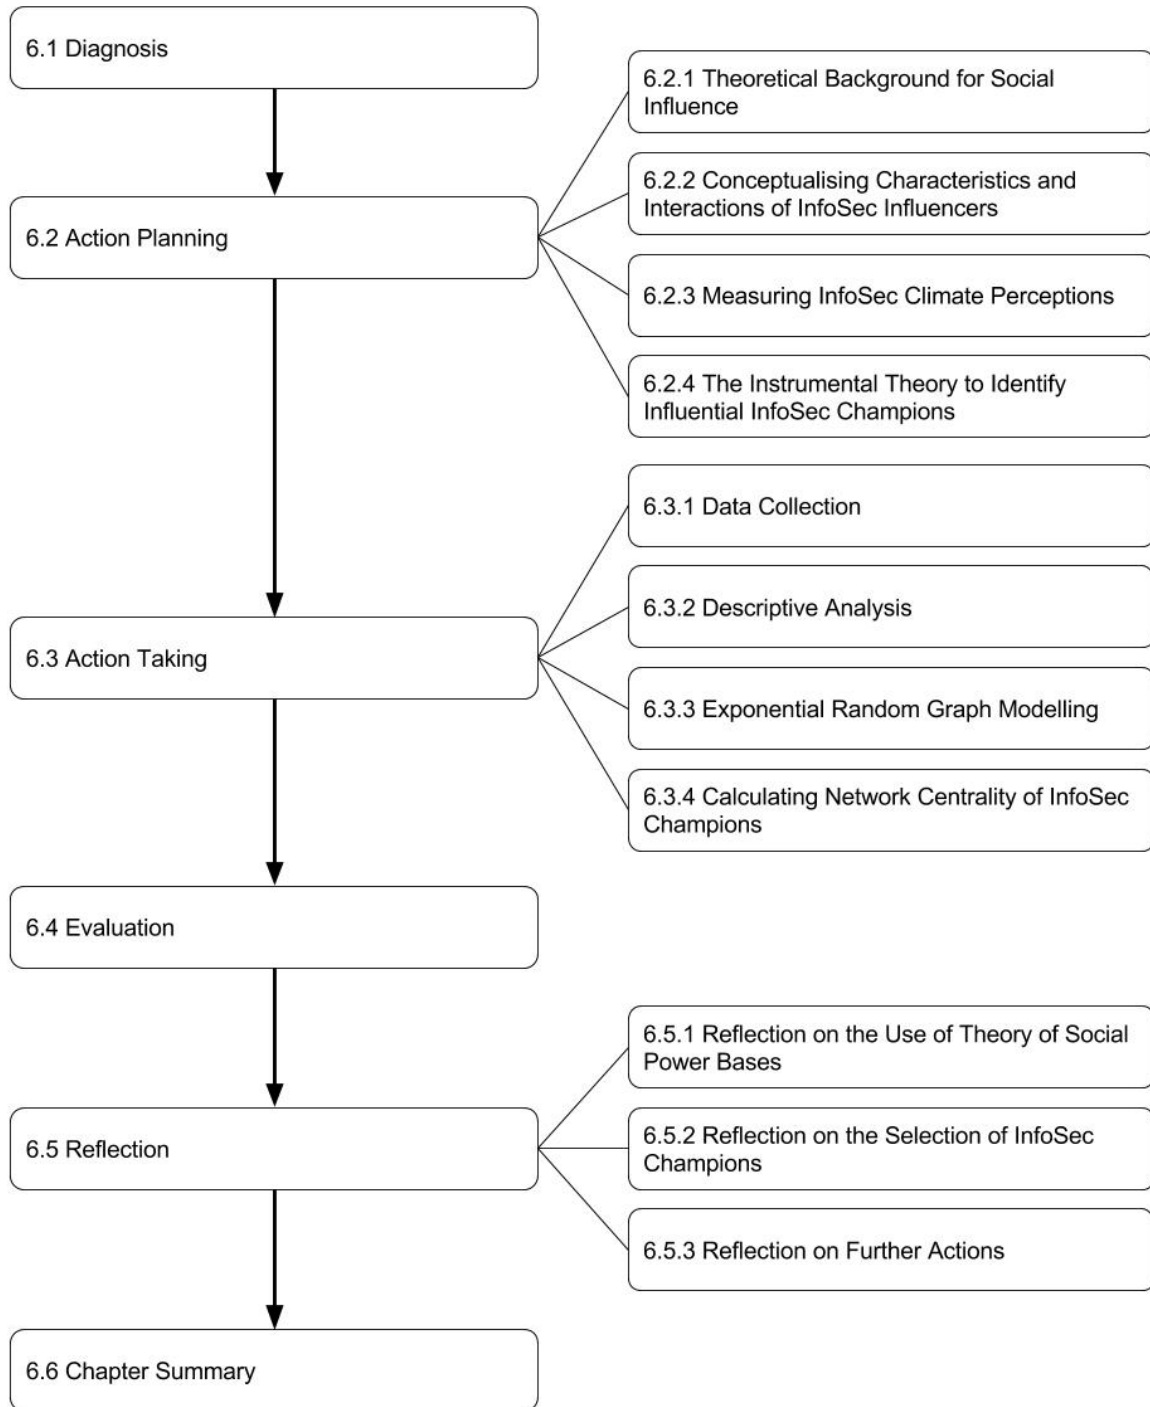 6.1 Diagnosis
6.2 Action Planning
6.2.1 Theoretical Background for Social
Influence
6.2.2 Conceptualising Characteristics and
Interactions of InfoSec Influencers
6.2.3 Measuring InfoSec Climate Perceptions
6.2.4 The Instrumental Theory to Identify
Influential InfoSec Champions
6.3 Action Taking
6.3.1 Data Collection
6.3.2 Descriptive Analysis
6.3.3 Exponential Random Graph Modelling
6.3.4 Calculating Network Centrality of InfoSec
Champions
6.4 Evaluation
6.5 Reflection
6.5.1 Reflection on the Use of Theory of Social
Power Bases
6.5.2 Reflection on the Selection of InfoSec
Champions
6.5.3 Reflection on Further Actions
6.6 Chapter Summary